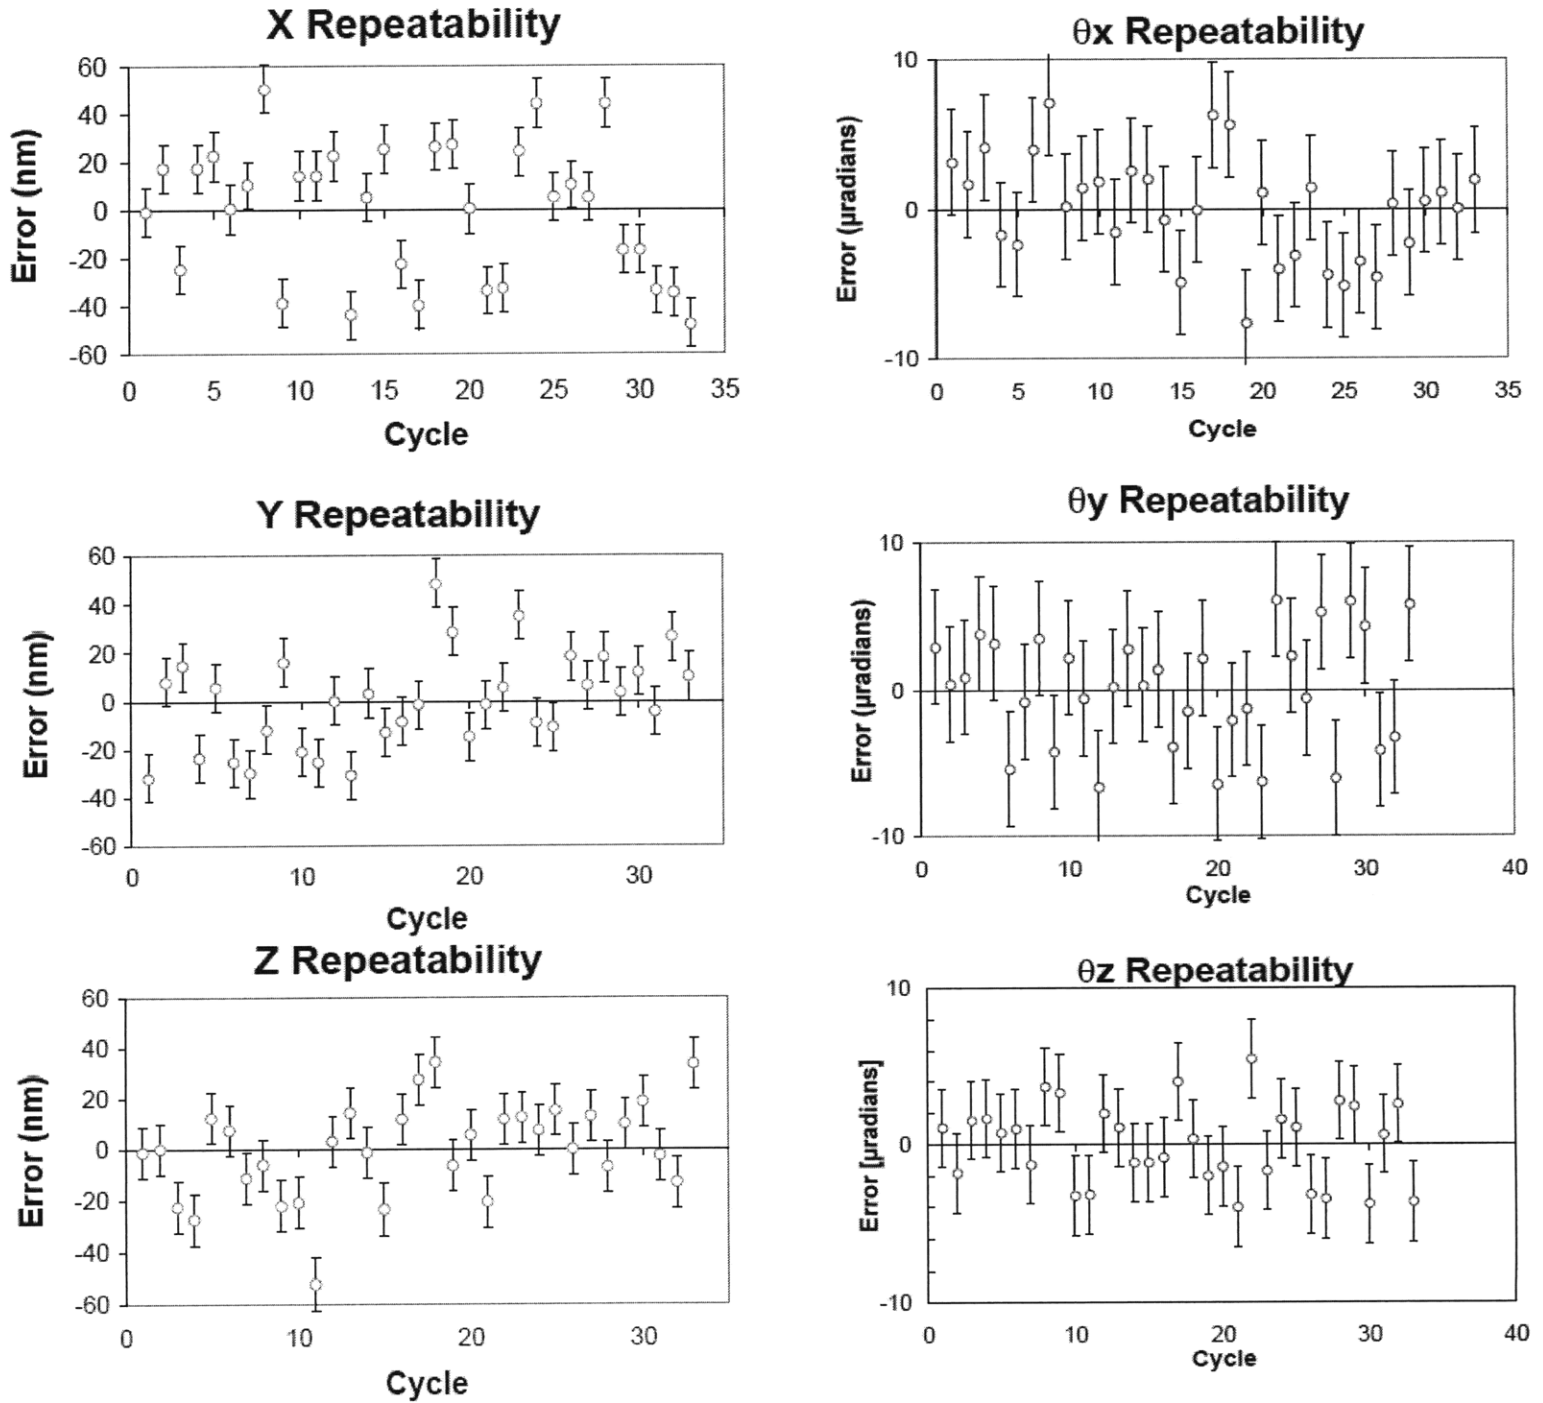 X Repeatability
60
40
20
0
-20
-40
-60
Error (nm)
0 5 10 15 20 25 30 35
Cycle
θx Repeatability
10
0
-10
Error (µradians)
0 5 10 15 20 25 30 35
Cycle
Y Repeatability
60
40
20
0
-20
-40
-60
Error (nm)
0 10 20 30
Cycle
θy Repeatability
10
0
-10
Error (µradians)
0 10 20 30 40
Cycle
Z Repeatability
60
40
20
0
-20
-40
-60
Error (nm)
0 10 20 30
Cycle
θz Repeatability
10
0
-10
Error [µradians]
0 10 20 30 40
Cycle